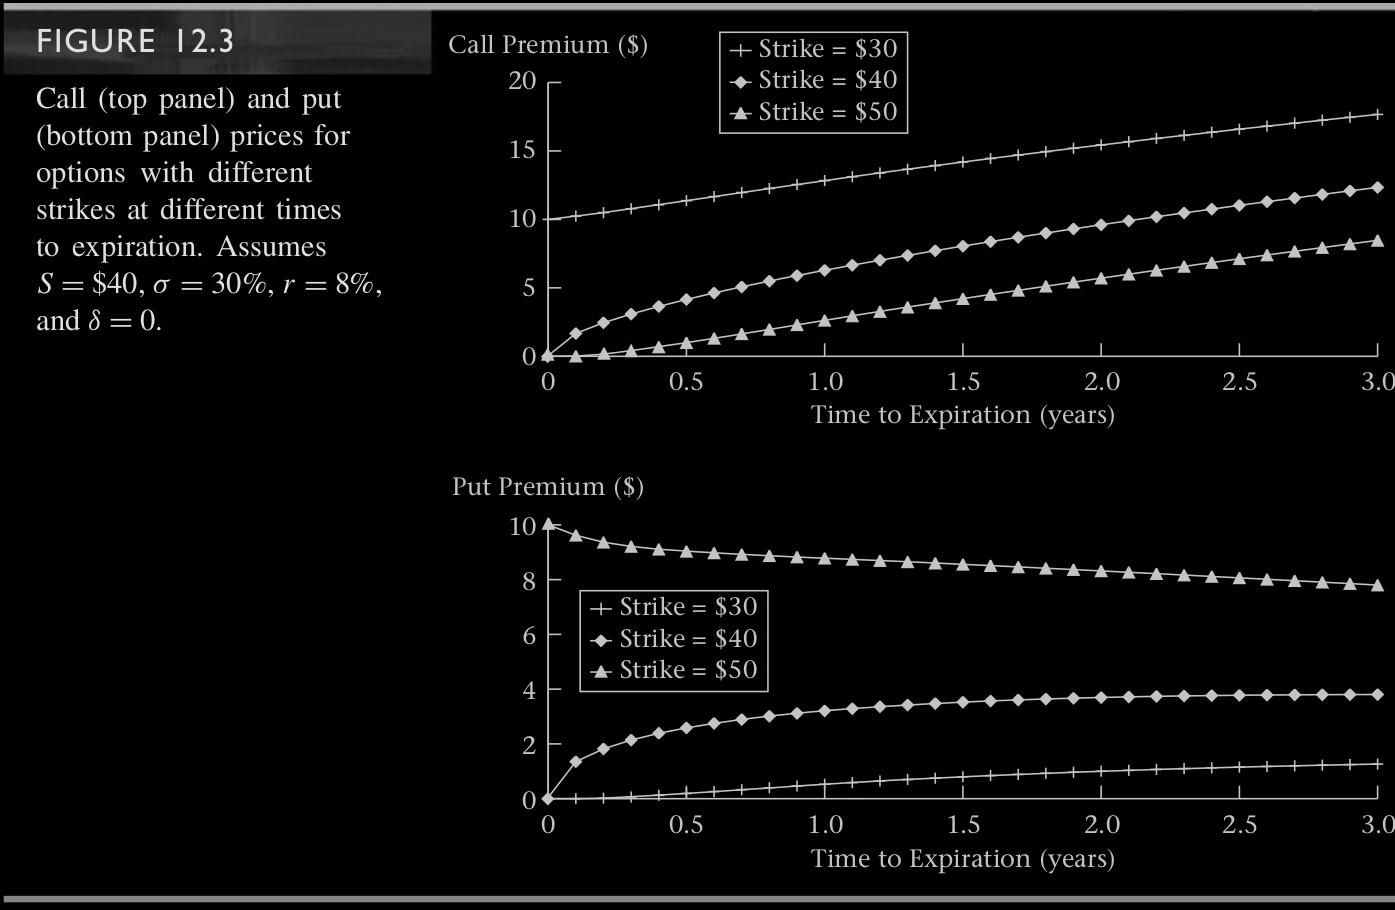 FIGURE 12.3
Call (top panel) and put
(bottom panel) prices for
options with different
strikes at different times
to expiration. Assumes
S = $40, σ = 30%, r = 8%,
and δ = 0.
Call Premium ($)
Strike = $30
Strike = $40
Strike = $50
20
15
10
5
0
0 0.5 1.0 1.5 2.0 2.5 3.0
Time to Expiration (years)
Put Premium ($)
10
8
6
4
2
0
Strike = $30
Strike = $40
Strike = $50
0 0.5 1.0 1.5 2.0 2.5 3.0
Time to Expiration (years)